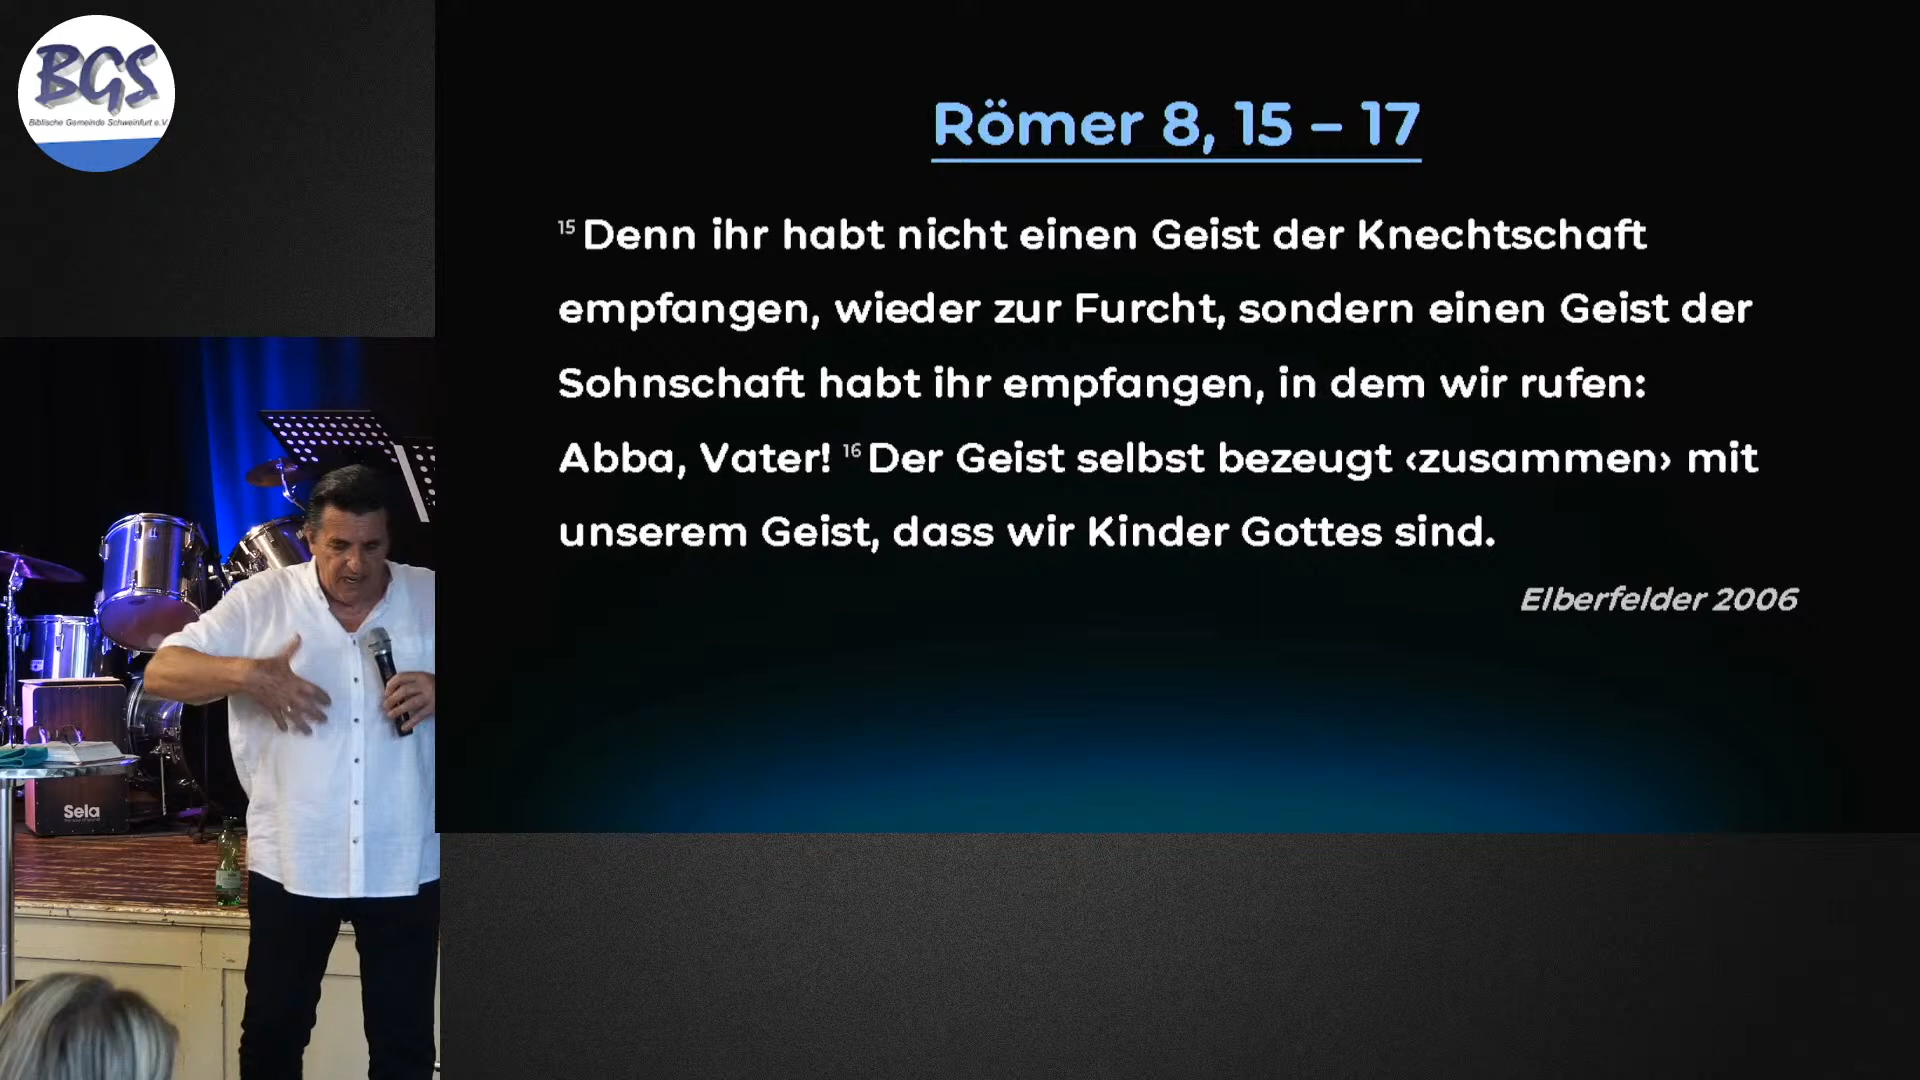 BGS
Biblische Gemeinde Schweinfurt e.V.
Römer 8, 15 – 17
15 Denn ihr habt nicht einen Geist der Knechtschaft
empfangen, wieder zur Furcht, sondern einen Geist der
Sohnschaft habt ihr empfangen, in dem wir rufen:
Abba, Vater! 16 Der Geist selbst bezeugt ‹zusammen› mit
unserem Geist, dass wir Kinder Gottes sind.
Elberfelder 2006
Sela